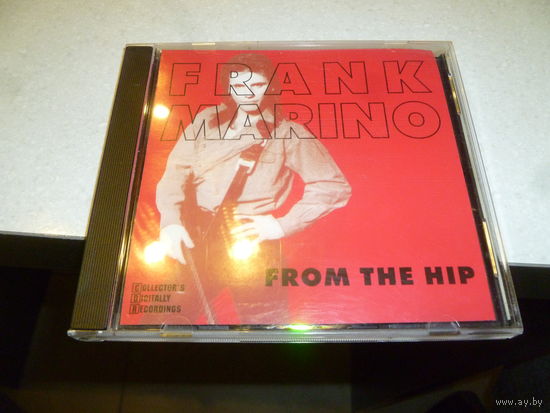 FRANK
MARINO
FROM THE HIP
COLLECTOR'S
DIGITALLY
RECORDINGS
www.ay.by